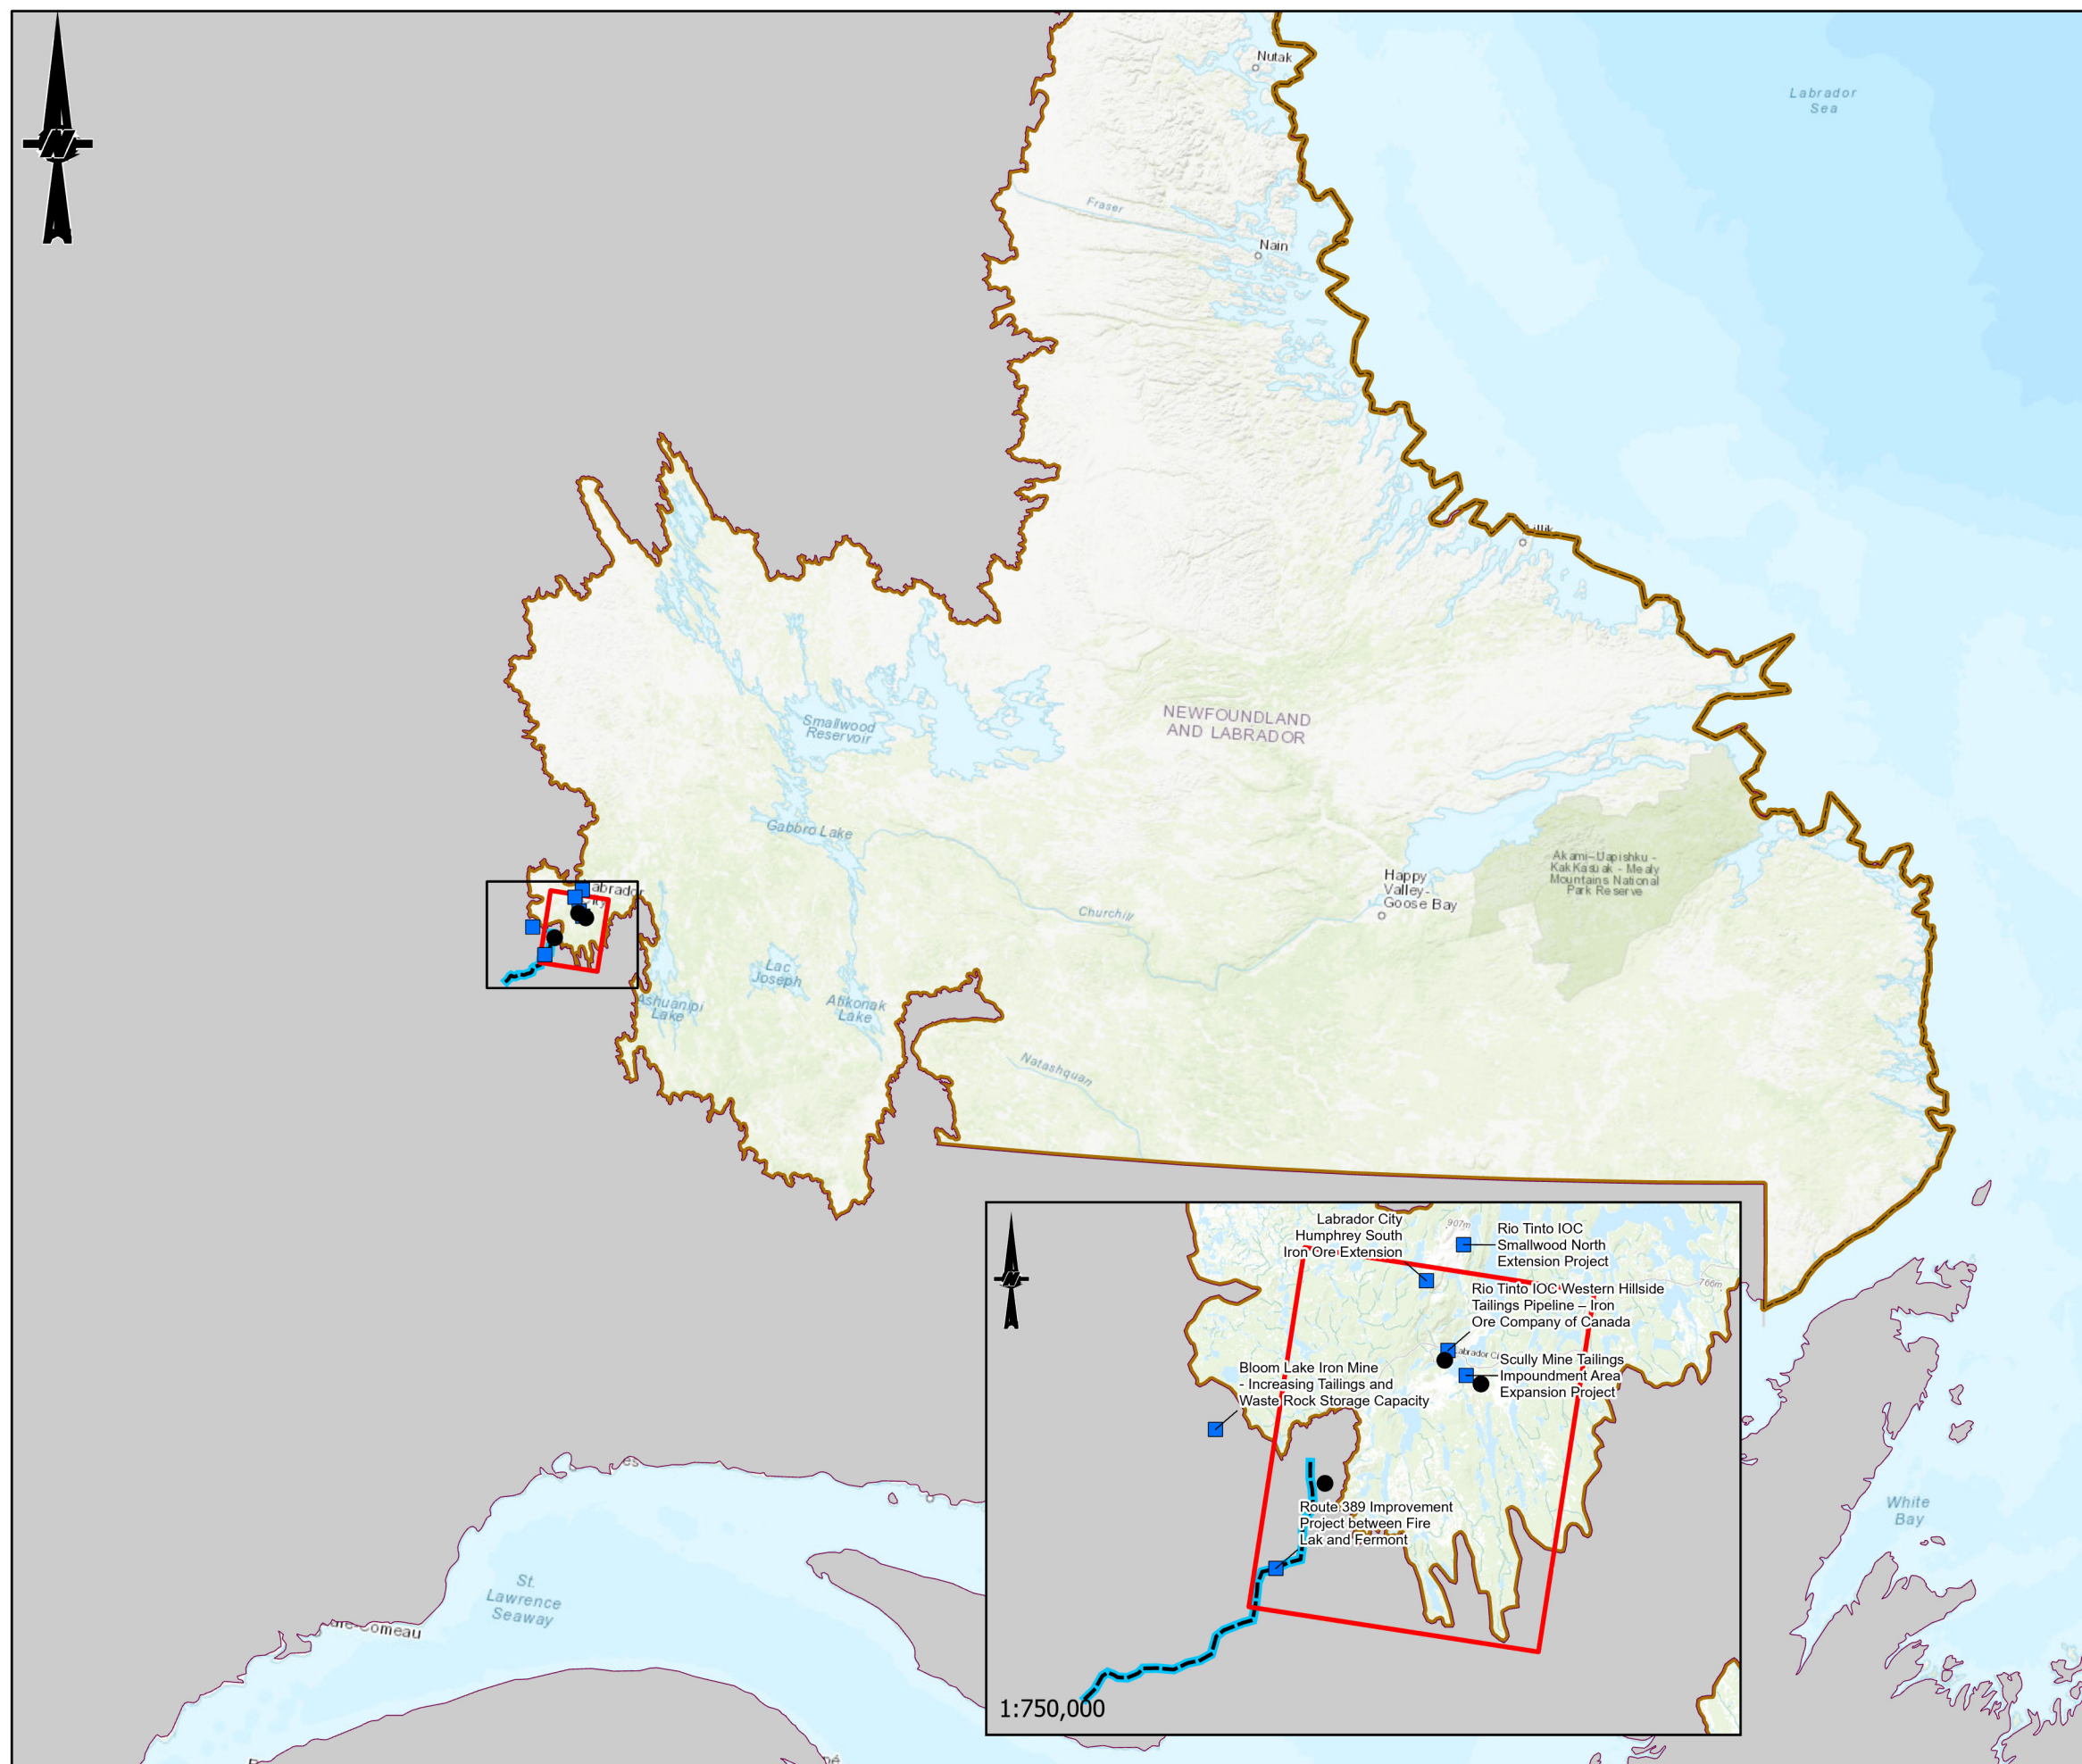 Nutak
Labrador
Sea
Fraser
Nain
N
Smallwood
Reservoir
NEWFOUNDLAND
AND LABRADOR
Gabbro Lake
Akami–Uapishku -
KakKasuak - Mealy
Mountains National
Park Reserve
Happy
Valley-
Goose Bay
Churchill
Lac
Joseph
Ashuanipi
Lake
Atikonak
Lake
Natashquan
N
Labrador City
Humphrey South
Iron Ore Extension
907m
Rio Tinto IOC
Smallwood North
Extension Project
766m
Rio Tinto IOC Western Hillside
Tailings Pipeline – Iron
Ore Company of Canada
Scully Mine Tailings
Impoundment Area
Expansion Project
Bloom Lake Iron Mine
- Increasing Tailings and
Waste Rock Storage Capacity
Route 389 Improvement
Project between Fire
Lak and Fermont
1:750,000
White
Bay
St.
Lawrence
Seaway